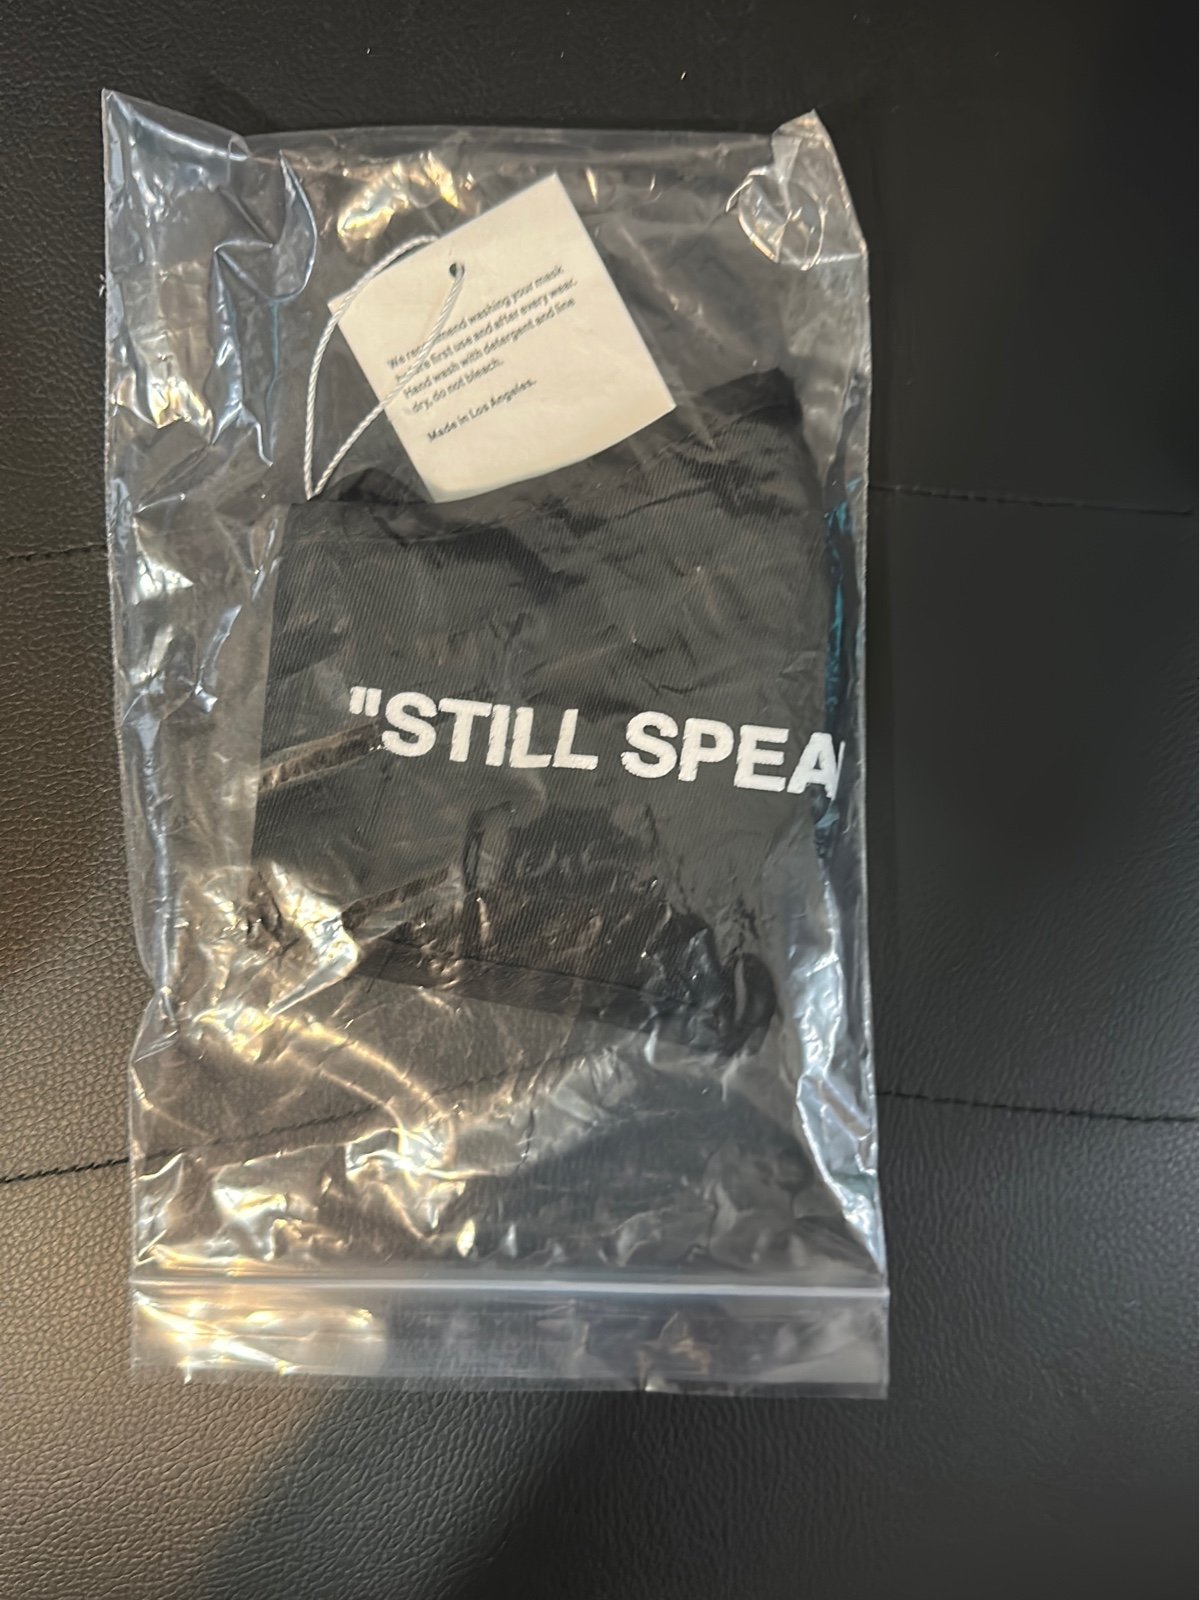 We recommend washing your mask
before first use and after every wear.
Hand wash with detergent and line
dry, do not bleach.
Made in Los Angeles.
"STILL SPEA